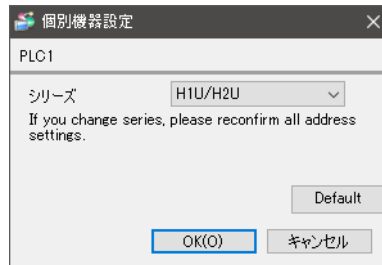 個別機器設定
PLC1
シリーズ H1U/H2U
If you change series, please reconfirm all address
settings.
Default
OK(O) キャンセル